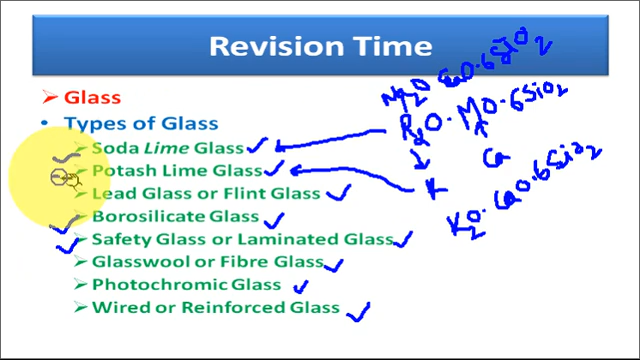 Revision Time
Glass
Types of Glass
Soda Lime Glass
Potash Lime Glass
Lead Glass or Flint Glass
Borosilicate Glass
Safety Glass or Laminated Glass
Glasswool or Fibre Glass
Photochromic Glass
Wired or Reinforced Glass
Na₂O CaO·6SiO₂
R₂O·MO·6SiO₂
Ca
K
K₂O·CaO·6SiO₂